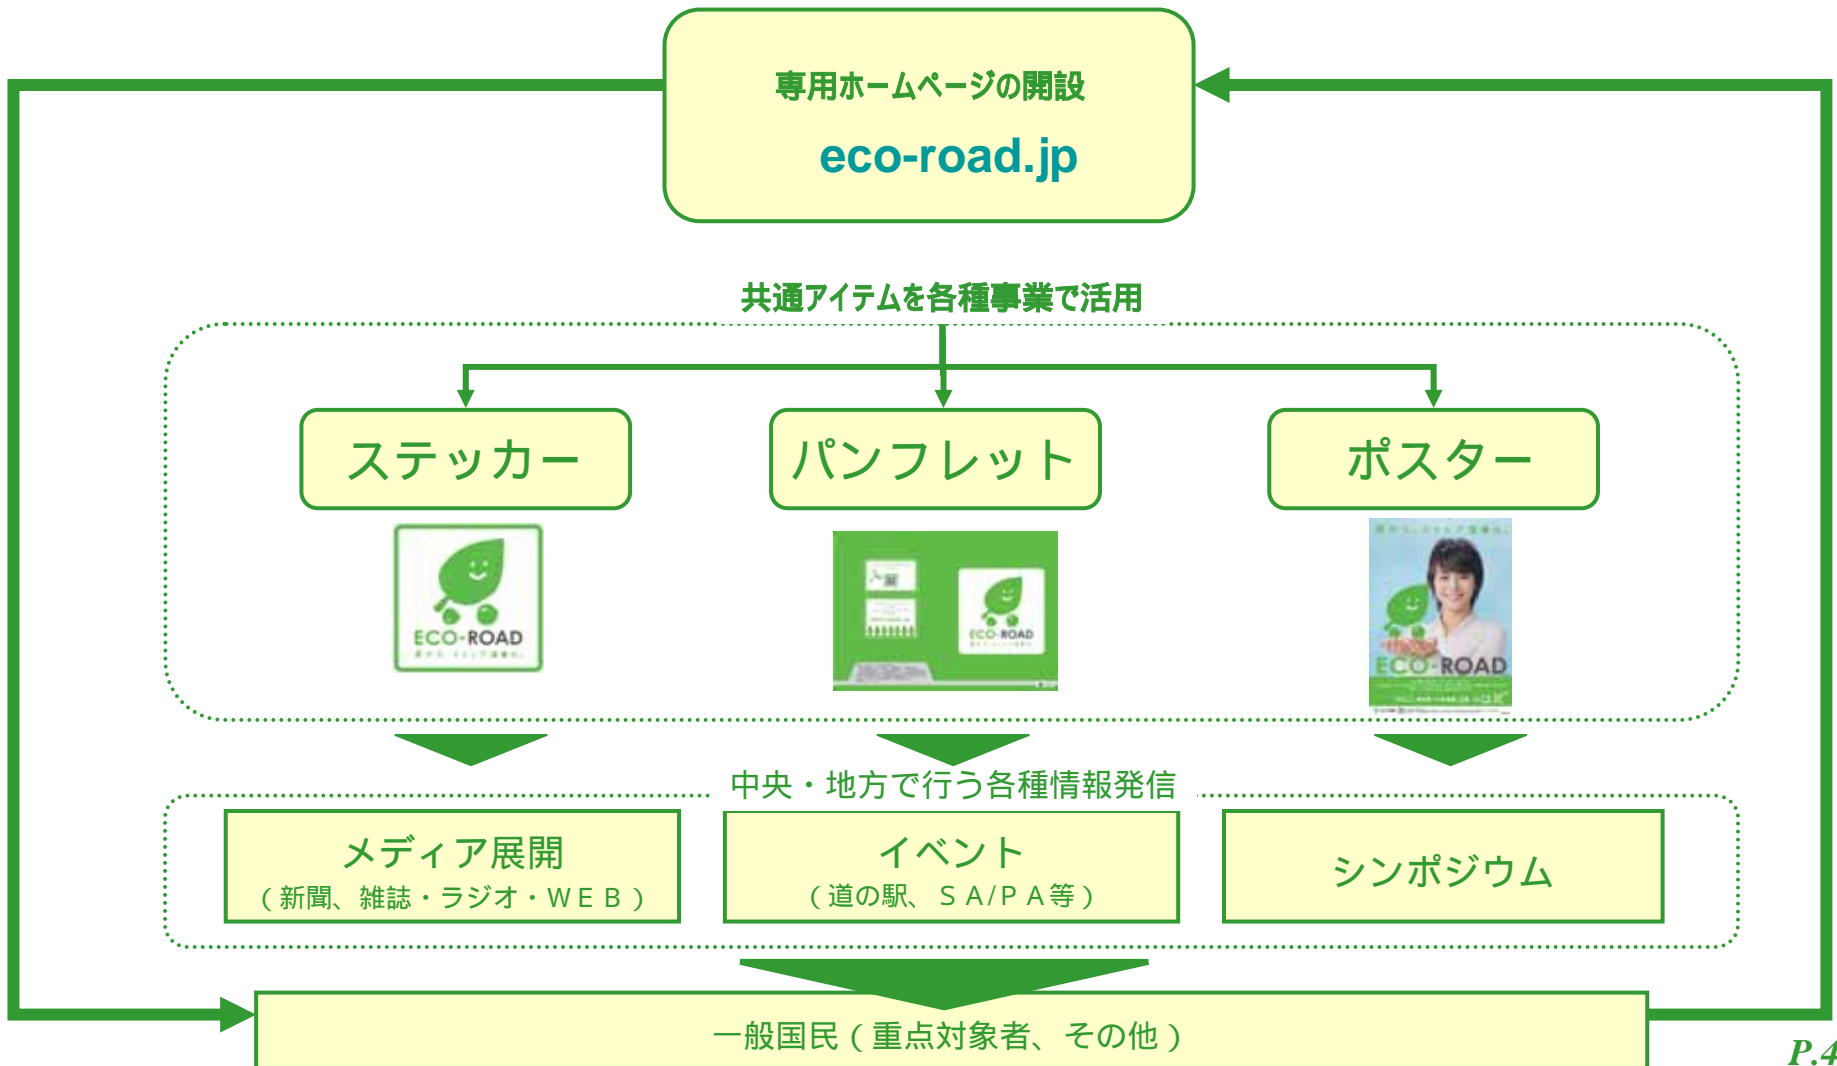 専用ホームページの開設
eco-road.jp
共通アイテムを各種事業で活用
ステッカー
パンフレット
ポスター
ECO-ROAD
ECO-ROAD
ECO-ROAD
中央・地方で行う各種情報発信
メディア展開
（新聞、雑誌・ラジオ・ＷＥＢ）
イベント
（道の駅、ＳＡ/ＰＡ等）
シンポジウム
一般国民（重点対象者、その他）
P.4